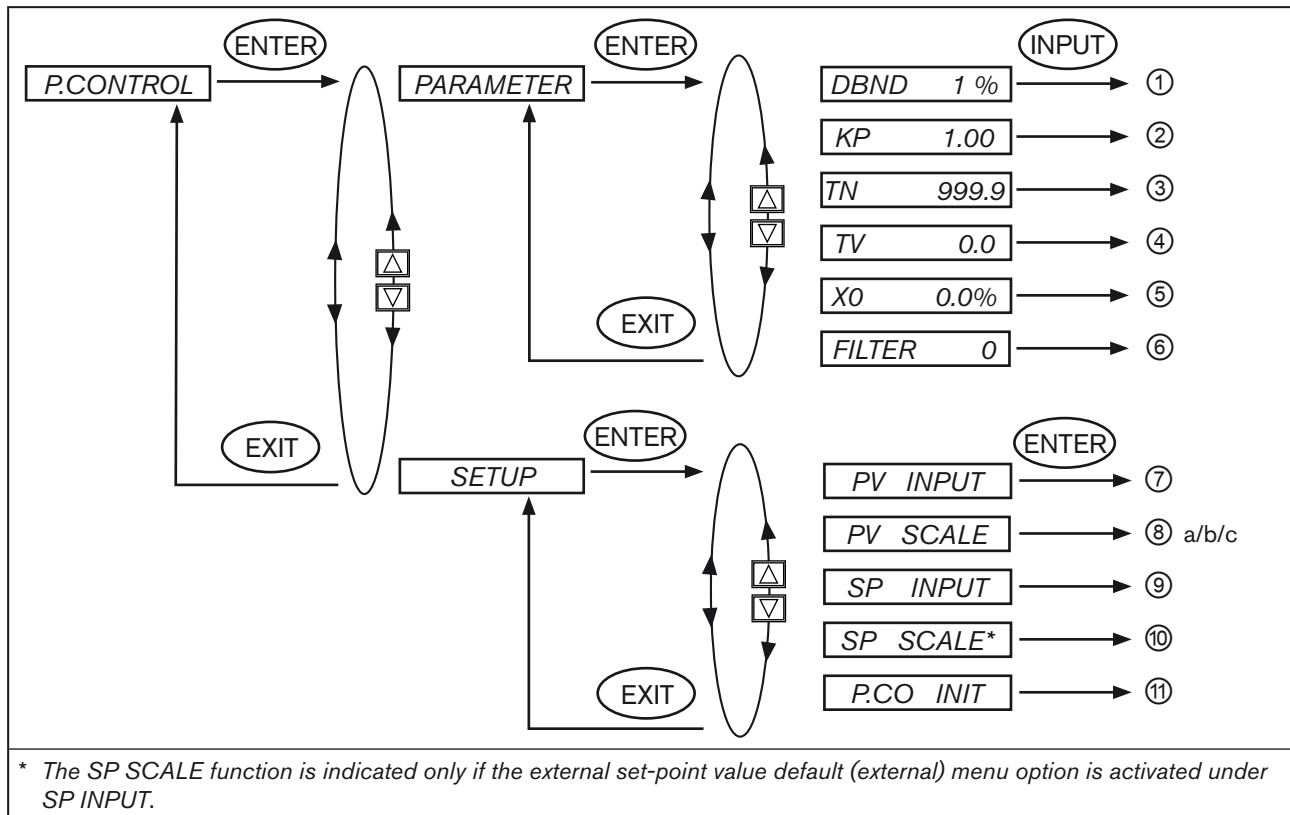 ENTER
ENTER
INPUT
P.CONTROL
PARAMETER
DBND 1 %
①
KP 1.00
②
TN 999.9
③
TV 0.0
④
X0 0.0%
⑤
EXIT
FILTER 0
⑥
EXIT
ENTER
ENTER
SETUP
PV INPUT
⑦
PV SCALE
⑧ a/b/c
SP INPUT
⑨
SP SCALE*
⑩
EXIT
P.CO INIT
⑪
* The SP SCALE function is indicated only if the external set-point value default (external) menu option is activated under
SP INPUT.